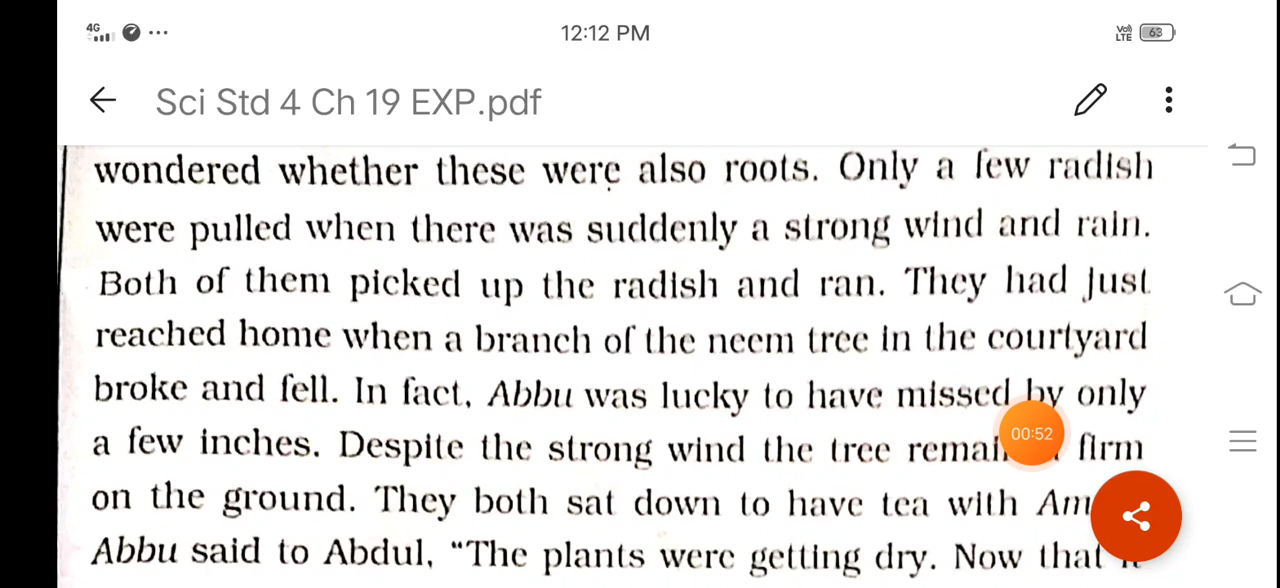 4G ... 12:12 PM Vo) LTE 63
Sci Std 4 Ch 19 EXP.pdf
wondered whether these were also roots. Only a few radish
were pulled when there was suddenly a strong wind and rain.
Both of them picked up the radish and ran. They had just
reached home when a branch of the neem tree in the courtyard
broke and fell. In fact, Abbu was lucky to have missed by only
a few inches. Despite the strong wind the tree firm
00:52
on the ground. They both sat down to have tea with
Abbu said to Abdul, “The plants were getting dry. Now that